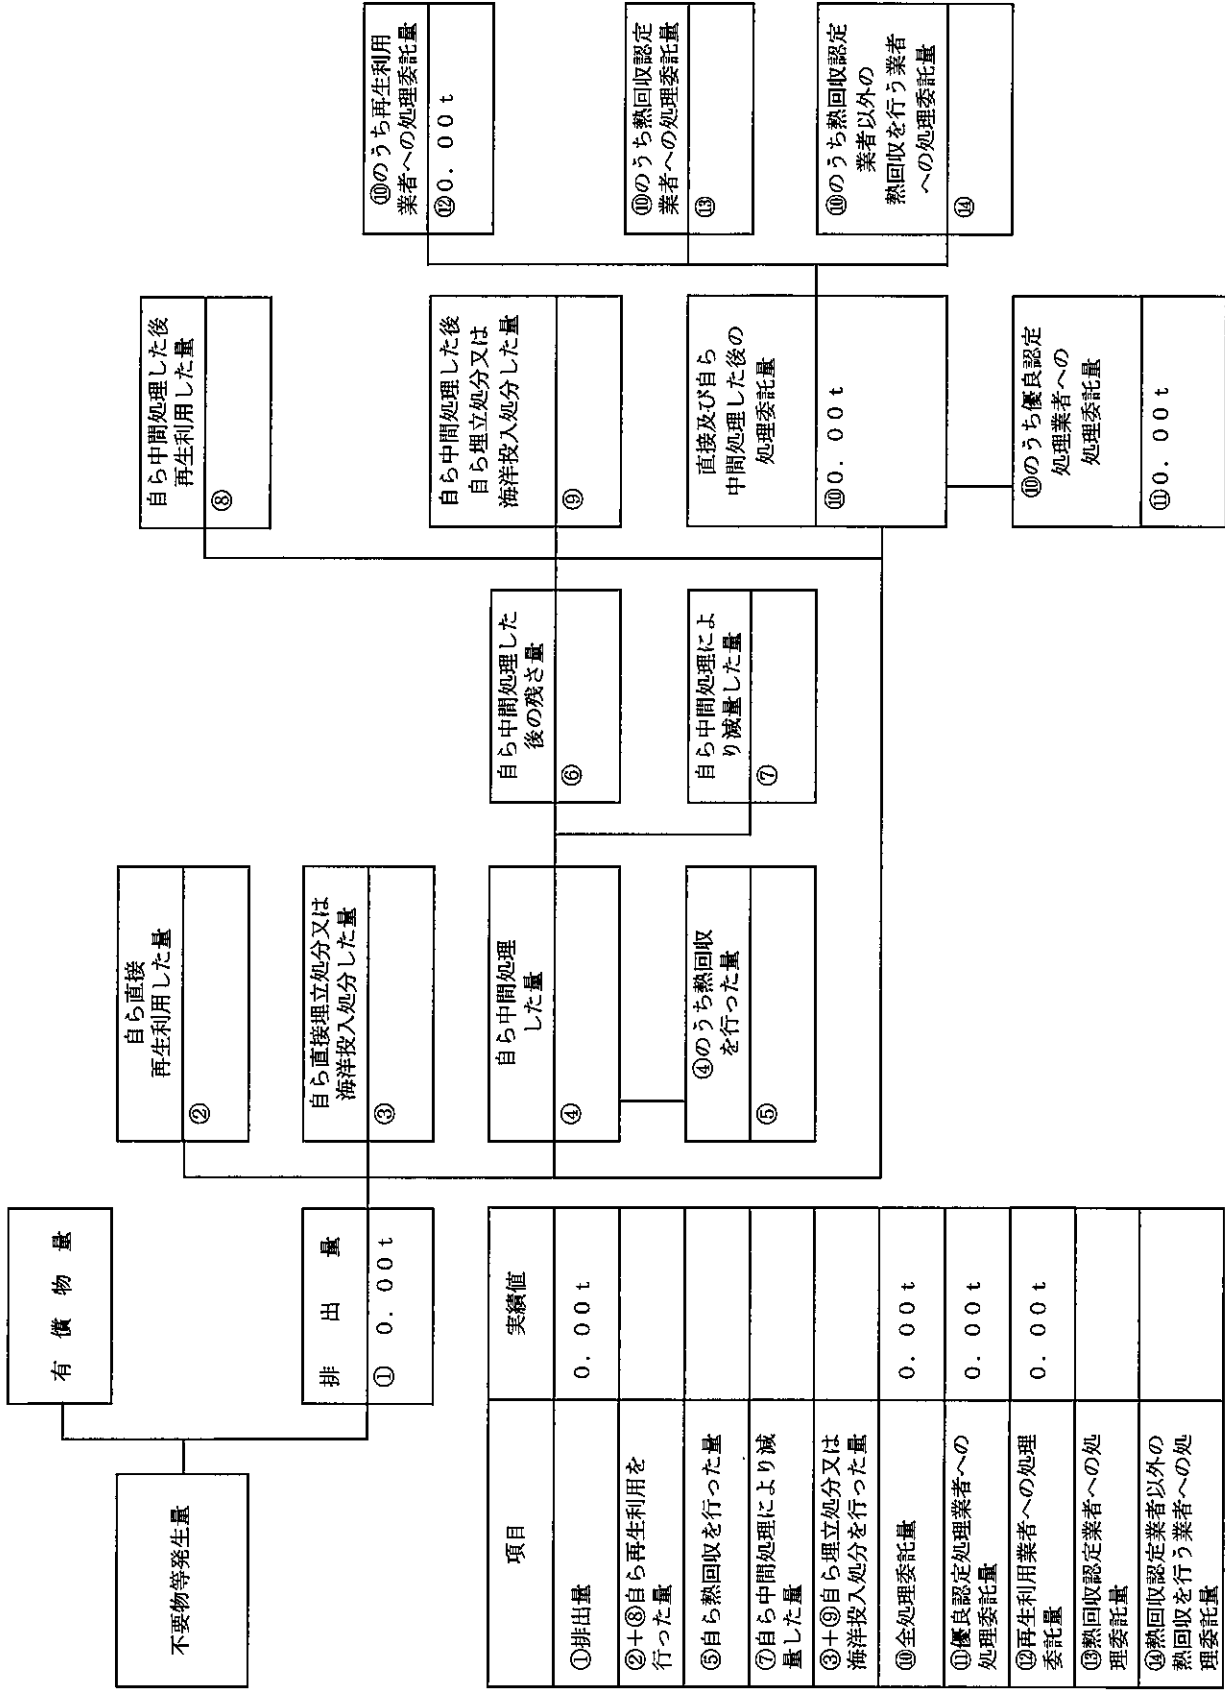 不要物等発生量
有償物量
排出量
① 0.00t
自ら直接
再生利用した量
②
自ら直接埋立処分又は
海洋投入処分した量
③
自ら中間処理
した量
④
④のうち熱回収
を行った量
⑤
自ら中間処理した
後の残さ量
⑥
自ら中間処理によ
り減量した量
⑦
自ら中間処理した後
再生利用した量
⑧
自ら中間処理した後
自ら埋立処分又は
海洋投入処分した量
⑨
直接及び自ら
中間処理した後の
処理委託量
⑩0.00t
⑩のうち優良認定
処理業者への
処理委託量
⑪0.00t
⑩のうち再生利用
業者への処理委託量
⑫0.00t
⑩のうち熱回収認定
業者への処理委託量
⑬
⑩のうち熱回収認定
業者以外の
熱回収を行う業者
への処理委託量
⑭
項目 実績値
①排出量 0.00t
②+⑧自ら再生利用を
行った量
⑤自ら熱回収を行った量
⑦自ら中間処理により減
量した量
③+⑨自ら埋立処分又は
海洋投入処分を行った量
⑩全処理委託量 0.00t
⑪優良認定処理業者への
処理委託量 0.00t
⑫再生利用業者への処理
委託量 0.00t
⑬熱回収認定業者への処
理委託量
⑭熱回収認定業者以外の
熱回収を行う業者への処
理委託量